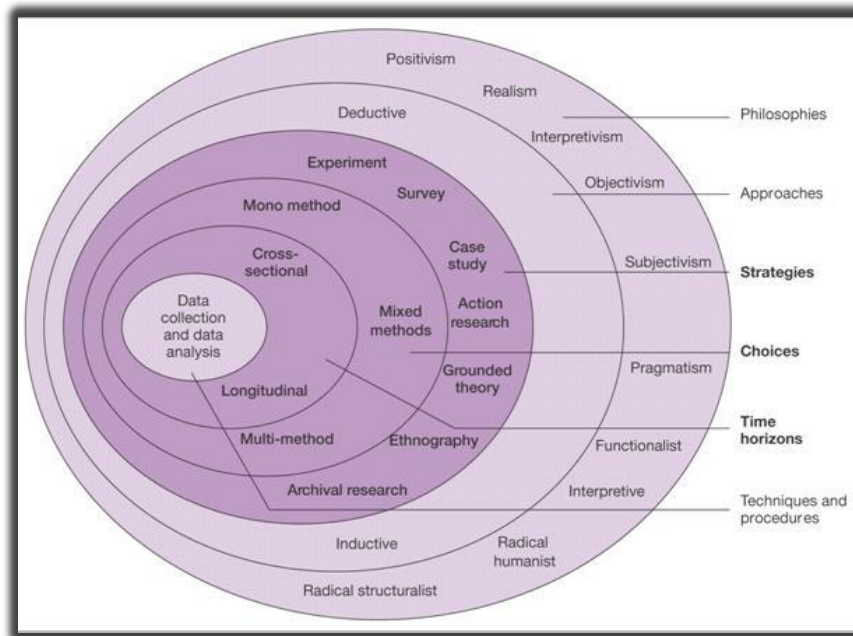 Positivism
Realism
Philosophies
Deductive
Interpretivism
Experiment
Objectivism
Approaches
Survey
Mono method
Case
study
Subjectivism
Strategies
Cross-
sectional
Data
collection
and data
analysis
Mixed
methods
Action
research
Choices
Grounded
theory
Pragmatism
Longitudinal
Time
horizons
Multi-method
Ethnography
Functionalist
Archival research
Interpretive
Techniques and
procedures
Inductive
Radical
humanist
Radical structuralist